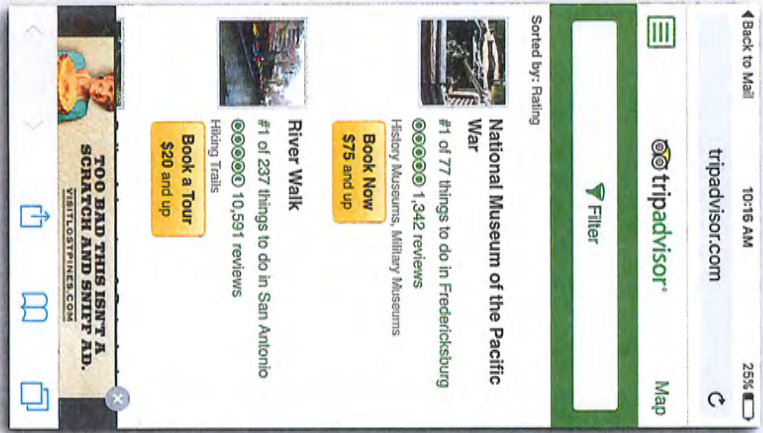 Back to Mail 10:16 AM 25%
tripadvisor.com
tripadvisor® Map
Filter
Sorted by: Rating
National Museum of the Pacific
War
#1 of 77 things to do in Fredericksburg
1,342 reviews
History Museums, Military Museums
Book Now
$75 and up
River Walk
#1 of 237 things to do in San Antonio
10,591 reviews
Hiking Trails
Book a Tour
$20 and up
TOO BAD THIS ISN'T A
SCRATCH AND SNIFF AD.
VISITLOSTPINES.COM